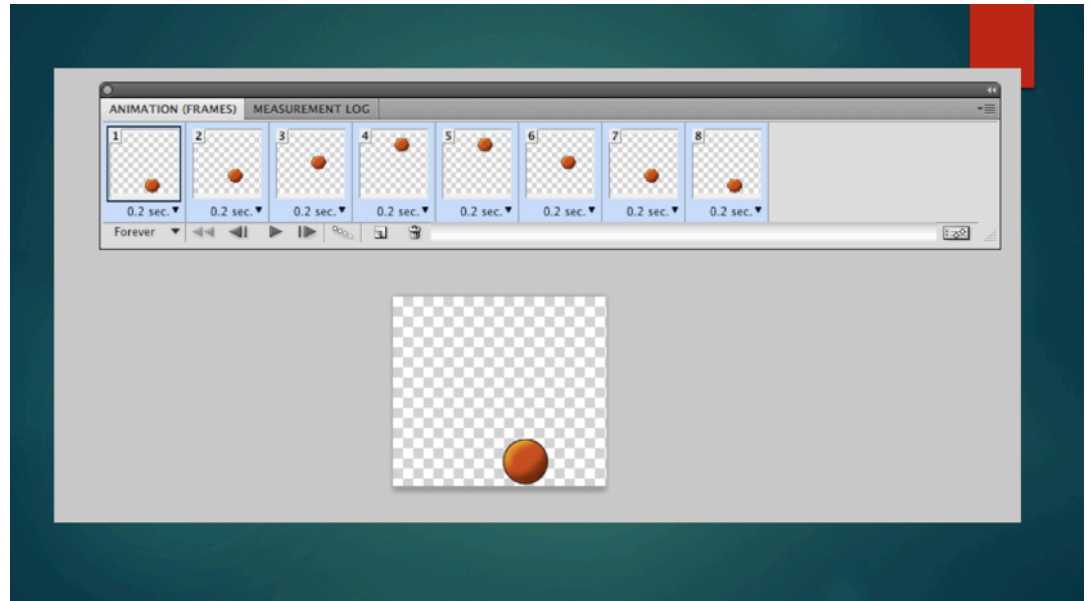 ANIMATION (FRAMES) MEASUREMENT LOG
1 2 3 4 5 6 7 8
0.2 sec. 0.2 sec. 0.2 sec. 0.2 sec. 0.2 sec. 0.2 sec. 0.2 sec. 0.2 sec.
Forever